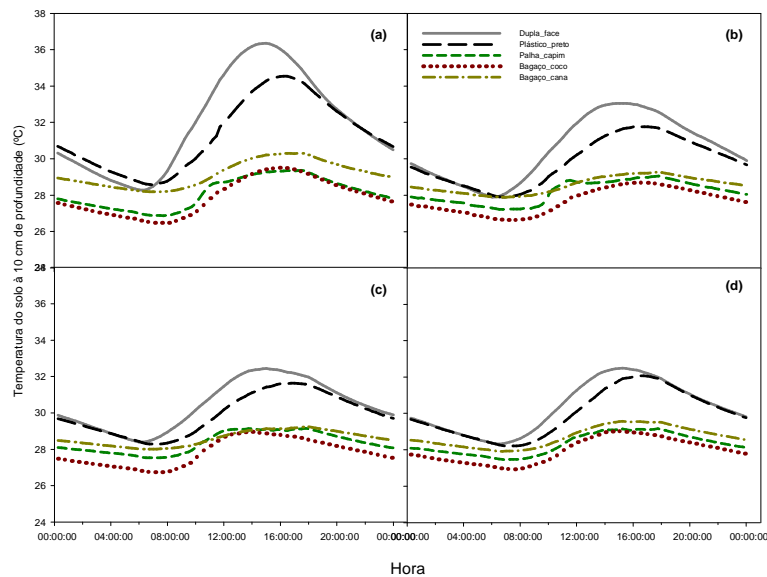 38
36
34
32
30
28
26
24
(a)
(b)
Dupla_face
Plástico_preto
Palha_capim
Bagaço_coco
Bagaço_cana
Temperatura do solo à 10 cm de profundidade (ºC)
38
36
34
32
30
28
26
24
(c)
(d)
00:00:00 04:00:00 08:00:00 12:00:00 16:00:00 20:00:00 00:00:00
00:00:00 04:00:00 08:00:00 12:00:00 16:00:00 20:00:00 00:00:00
Hora